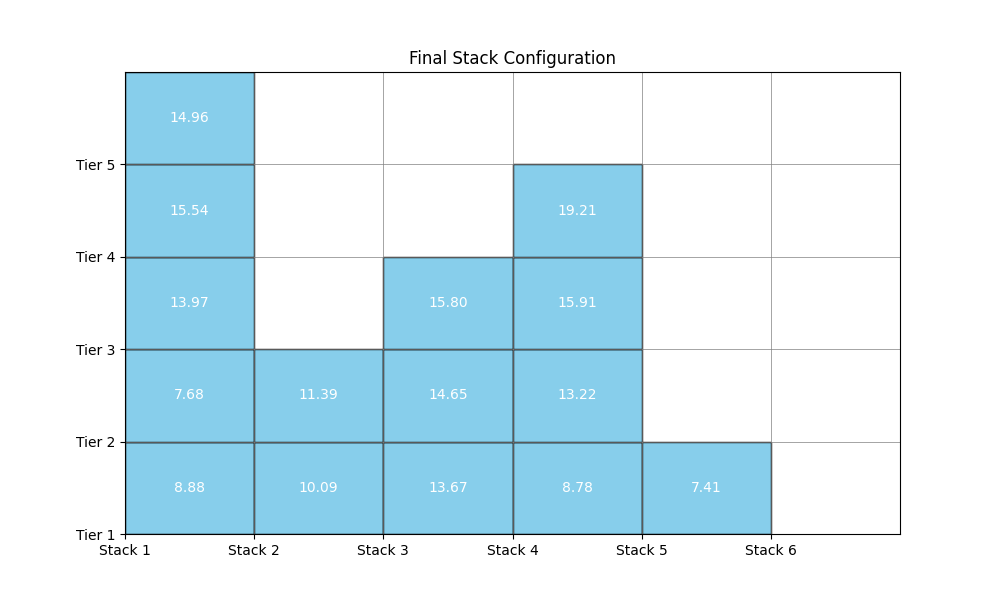 Final Stack Configuration
14.96
Tier 5
15.54 19.21
Tier 4
13.97 15.80 15.91
Tier 3
7.68 11.39 14.65 13.22
Tier 2
8.88 10.09 13.67 8.78 7.41
Tier 1
Stack 1 Stack 2 Stack 3 Stack 4 Stack 5 Stack 6